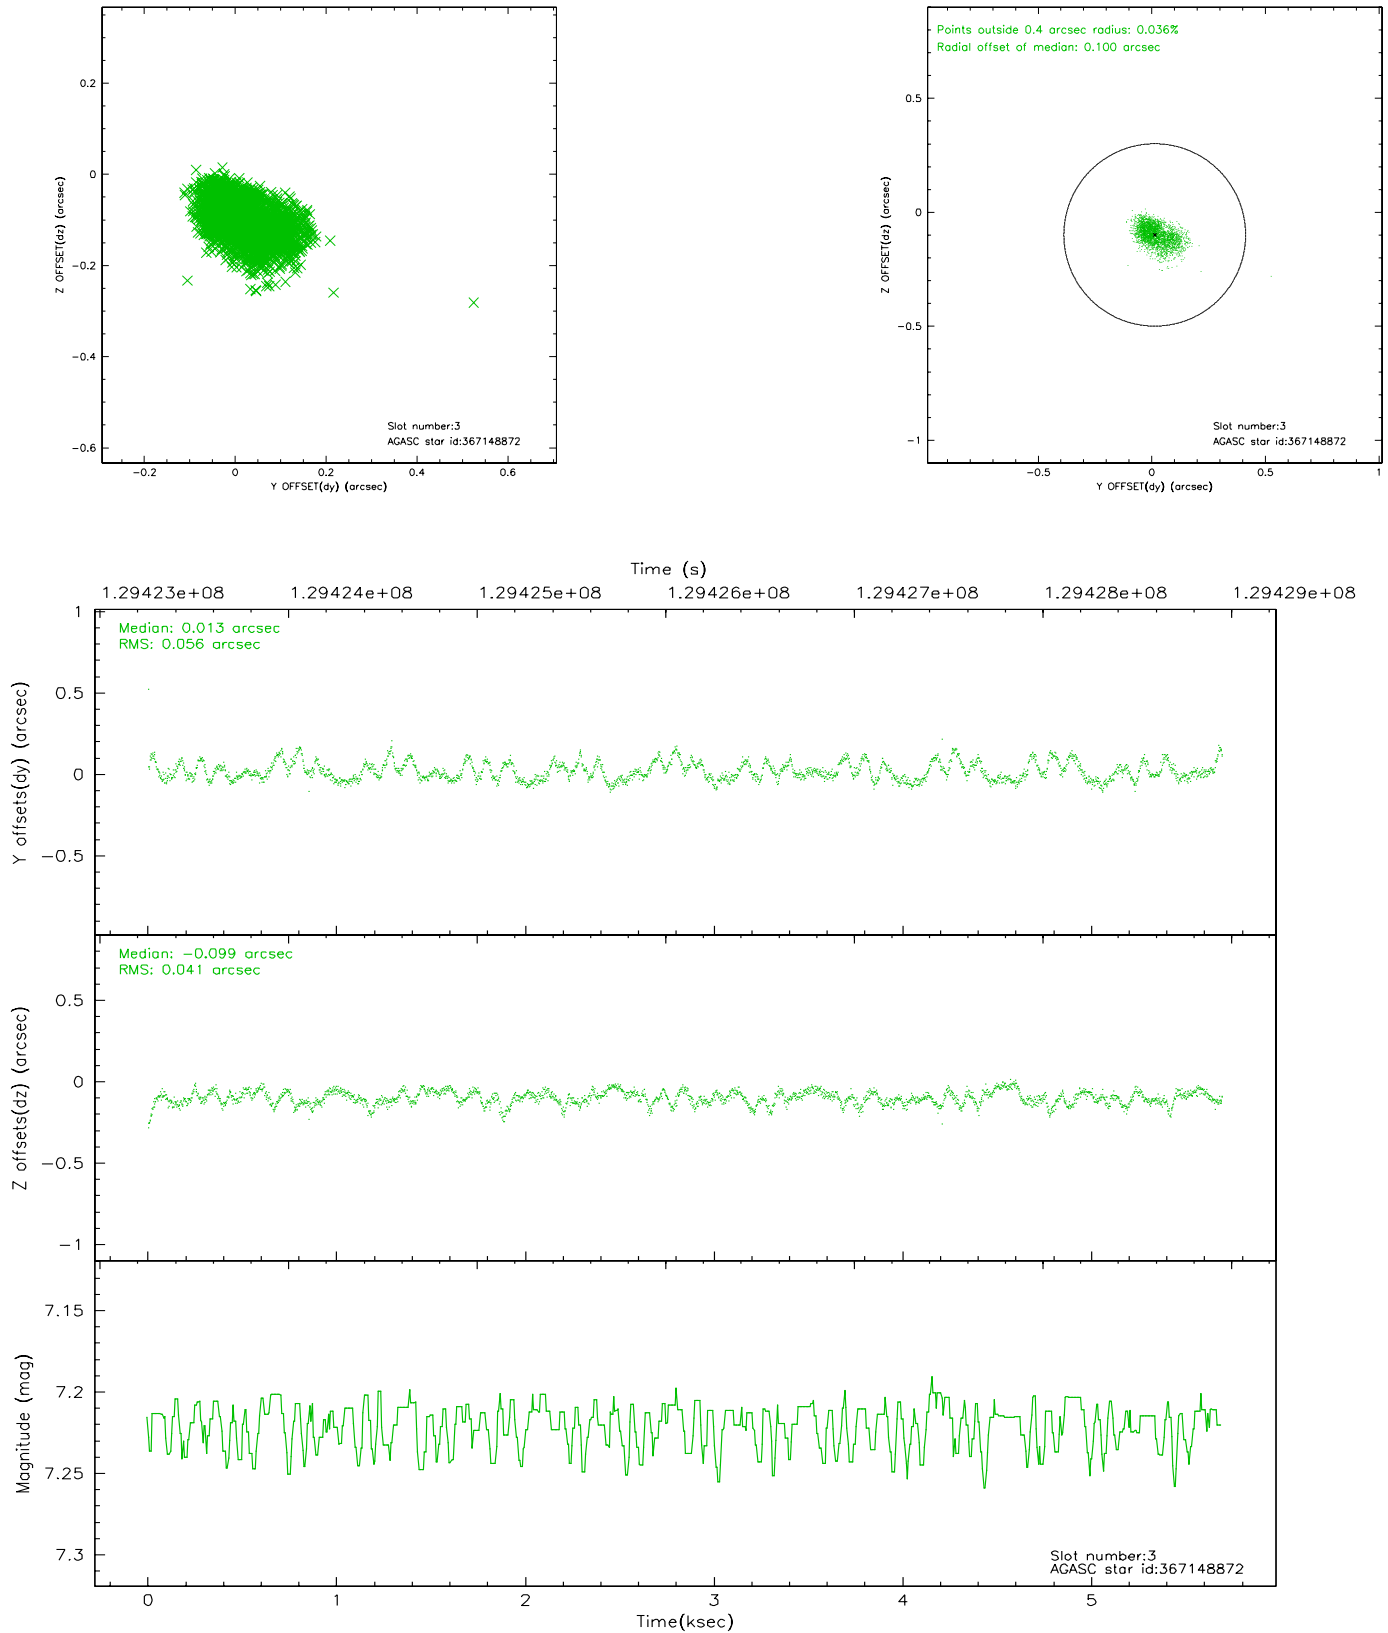 0.2
0
-0.2
-0.4
-0.6
Z OFFSET(dz) (arcsec)
Slot number:3
AGASC star id:367148872
-0.2
0
0.2
0.4
0.6
Y OFFSET(dy) (arcsec)
Points outside 0.4 arcsec radius: 0.036%
Radial offset of median: 0.100 arcsec
0.5
0
-0.5
-1
Z OFFSET(dz) (arcsec)
Slot number:3
AGASC star id:367148872
-0.5
0
0.5
1
Y OFFSET(dy) (arcsec)
Time (s)
1.29423e+08
1.29424e+08
1.29425e+08
1.29426e+08
1.29427e+08
1.29428e+08
1.29429e+08
Median: 0.013 arcsec
RMS: 0.056 arcsec
1
0.5
0
-0.5
Y offsets(dy) (arcsec)
Median: -0.099 arcsec
RMS: 0.041 arcsec
0.5
0
-0.5
-1
Z offsets(dz) (arcsec)
7.15
7.2
7.25
7.3
Magnitude (mag)
Slot number:3
AGASC star id:367148872
0
1
2
3
4
5
Time(ksec)